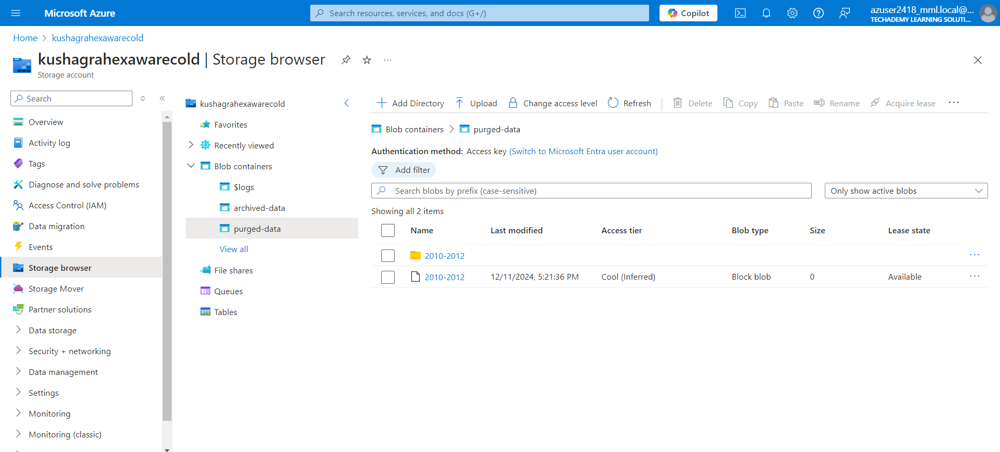 Microsoft Azure
Search resources, services, and docs (G+/)
Copilot
azuser2418_mml.local@...
TECHADEMY LEARNING SOLUTI...
Home > kushagrahexawarecold
kushagrahexawarecold | Storage browser
Storage account
Search
Overview
Activity log
Tags
Diagnose and solve problems
Access Control (IAM)
Data migration
Events
Storage browser
Storage Mover
Partner solutions
Data storage
Security + networking
Data management
Settings
Monitoring
Monitoring (classic)
kushagrahexawarecold
Favorites
Recently viewed
Blob containers
$logs
archived-data
purged-data
View all
File shares
Queues
Tables
Add Directory Upload Change access level Refresh Delete Copy Paste Rename Acquire lease
Blob containers > purged-data
Authentication method: Access key (Switch to Microsoft Entra user account)
Add filter
Search blobs by prefix (case-sensitive)
Only show active blobs
Showing all 2 items
Name Last modified Access tier Blob type Size Lease state
2010-2012
2010-2012 12/11/2024, 5:21:36 PM Cool (Inferred) Block blob 0 Available